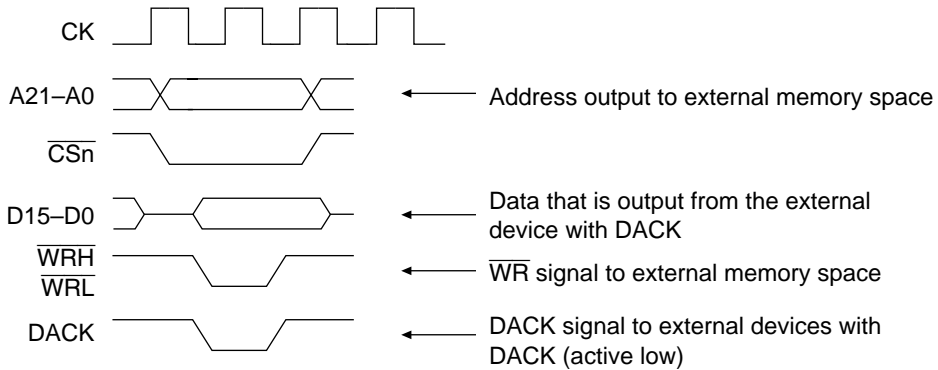 CK
A21–A0
Address output to external memory space
CSn
D15–D0
Data that is output from the external
device with DACK
WRH
WRL
WR signal to external memory space
DACK
DACK signal to external devices with
DACK (active low)